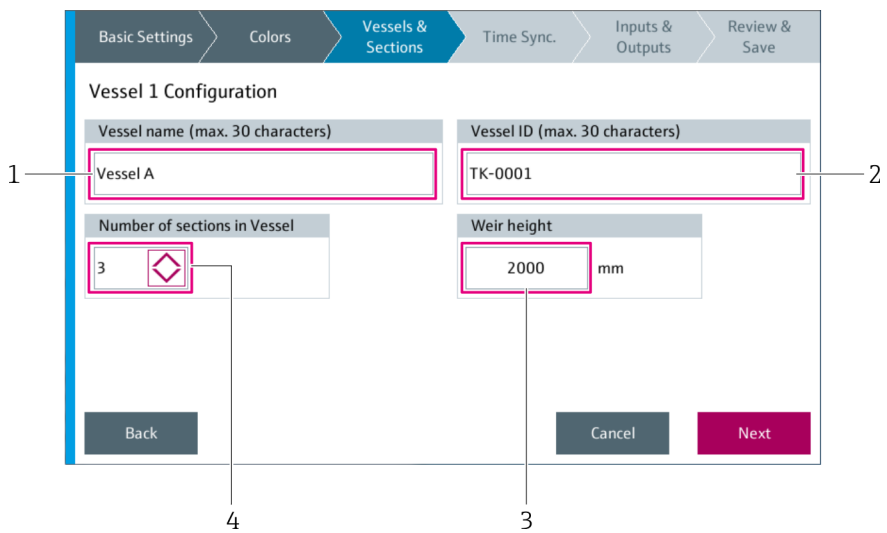 Basic Settings
Colors
Vessels &
Sections
Time Sync.
Inputs &
Outputs
Review &
Save
Vessel 1 Configuration
Vessel name (max. 30 characters)
Vessel ID (max. 30 characters)
1
Vessel A
TK-0001
2
Number of sections in Vessel
Weir height
3
2000 mm
Back
Cancel
Next
4
3